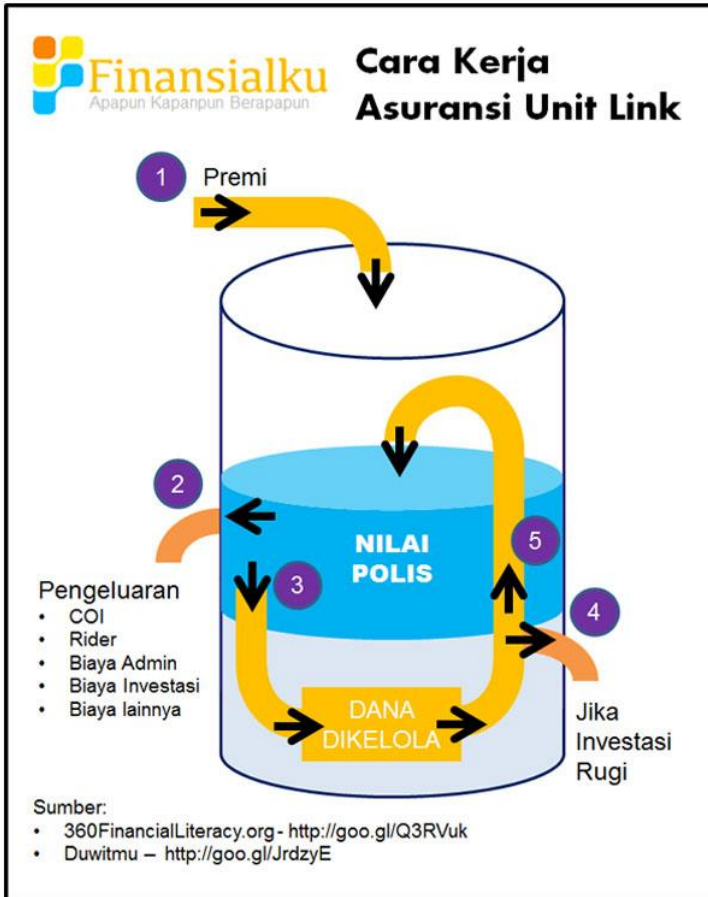 Finansialku
Apapun Kapanpun Berapapun
Cara Kerja
Asuransi Unit Link
1
Premi
2
Pengeluaran
• COI
• Rider
• Biaya Admin
• Biaya Investasi
• Biaya lainnya
NILAI
POLIS
3
5
4
DANA
DIKELOLA
Jika
Investasi
Rugi
Sumber:
• 360FinancialLiteracy.org - http://goo.gl/Q3RVuk
• Duwitmu – http://goo.gl/JrdzyE